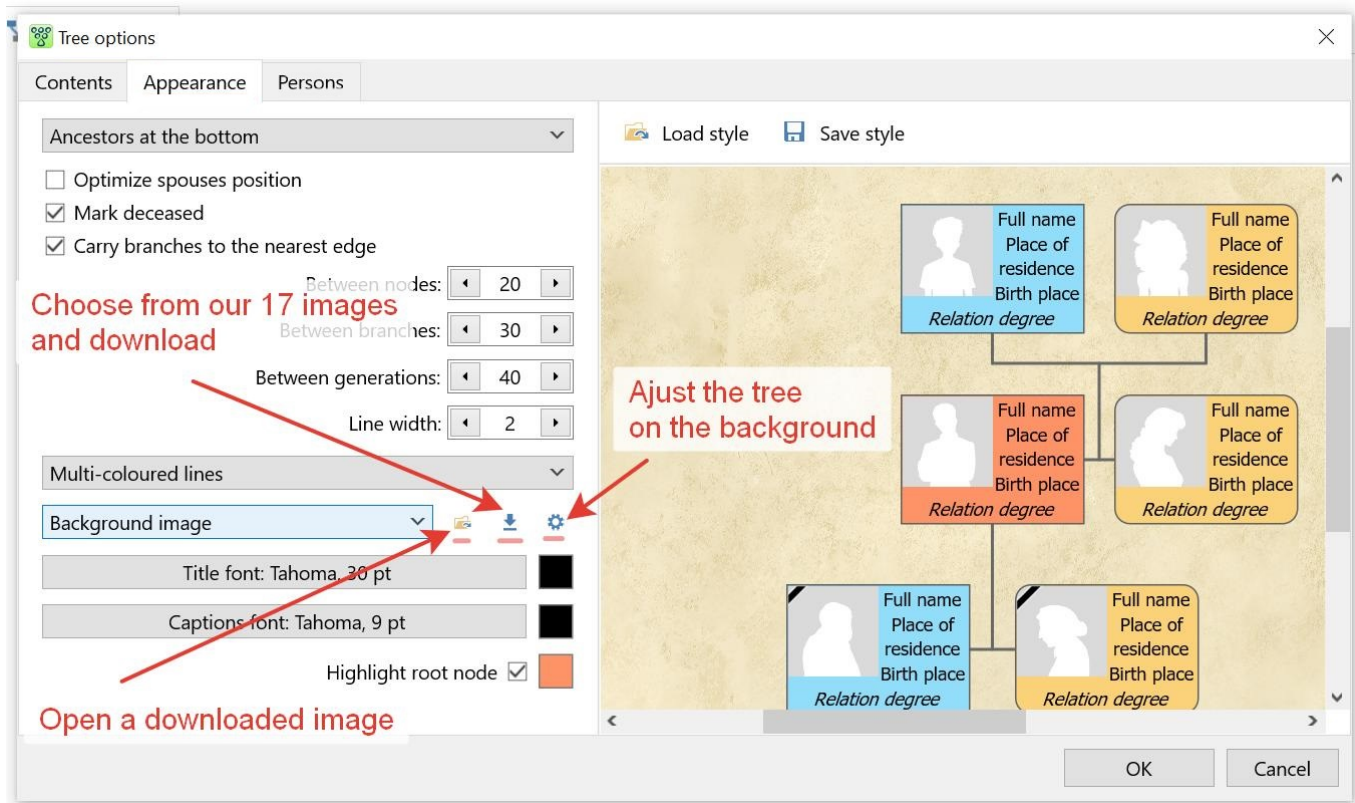 Tree options
Contents
Appearance
Persons
Ancestors at the bottom
Optimize spouses position
Mark deceased
Carry branches to the nearest edge
Between nodes: 20
Choose from our 17 images
and download
Between branches: 30
Between generations: 40
Line width: 2
Multi-coloured lines
Background image
Title font: Tahoma, 30 pt
Captions font: Tahoma, 9 pt
Highlight root node
Open a downloaded image
Ajust the tree
on the background
Load style
Save style
Full name
Place of
residence
Birth place
Relation degree
Full name
Place of
residence
Birth place
Relation degree
Full name
Place of
residence
Birth place
Relation degree
Full name
Place of
residence
Birth place
Relation degree
Full name
Place of
residence
Birth place
Relation degree
Full name
Place of
residence
Birth place
Relation degree
OK
Cancel